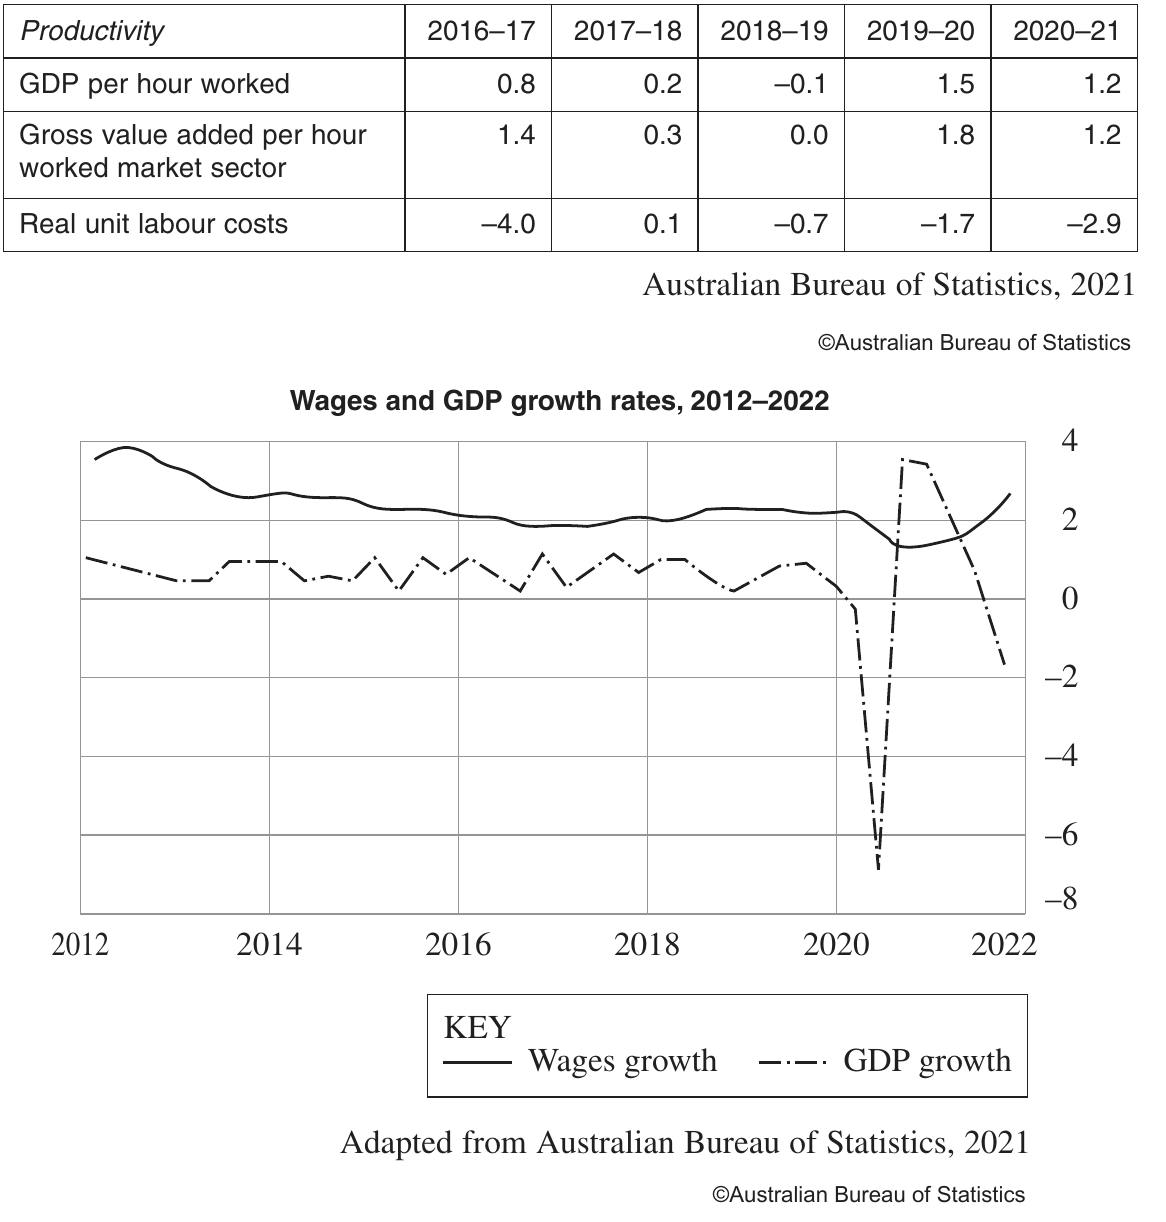 Productivity 2016–17 2017–18 2018–19 2019–20 2020–21
GDP per hour worked 0.8 0.2 –0.1 1.5 1.2
Gross value added per hour 1.4 0.3 0.0 1.8 1.2
worked market sector
Real unit labour costs –4.0 0.1 –0.7 –1.7 –2.9
Australian Bureau of Statistics, 2021
©Australian Bureau of Statistics
Wages and GDP growth rates, 2012–2022
4
2
0
–2
–4
–6
–8
2012 2014 2016 2018 2020 2022
KEY
Wages growth GDP growth
Adapted from Australian Bureau of Statistics, 2021
©Australian Bureau of Statistics